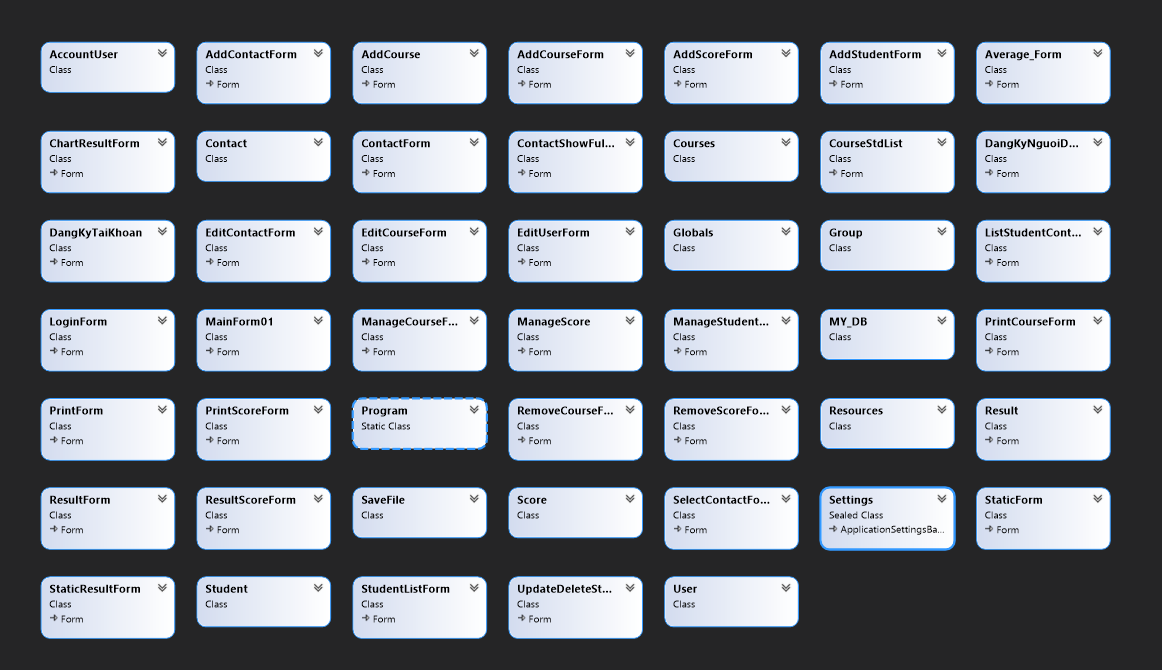 AccountUser
Class
AddContactForm
Class
Form
AddCourse
Class
Form
AddCourseForm
Class
Form
AddScoreForm
Class
Form
AddStudentForm
Class
Form
Average_Form
Class
Form
ChartResultForm
Class
Form
Contact
Class
ContactForm
Class
Form
ContactShowFul...
Class
Form
Courses
Class
CourseStdList
Class
Form
DangKyNguoiD...
Class
Form
DangKyTaiKhoan
Class
Form
EditContactForm
Class
Form
EditCourseForm
Class
Form
EditUserForm
Class
Form
Globals
Class
Group
Class
ListStudentCont...
Class
Form
LoginForm
Class
Form
MainForm01
Class
Form
ManageCourseF...
Class
Form
ManageScore
Class
Form
ManageStudent...
Class
Form
MY_DB
Class
PrintCourseForm
Class
Form
PrintForm
Class
Form
PrintScoreForm
Class
Form
Program
Static Class
RemoveCourseF...
Class
Form
RemoveScoreFo...
Class
Form
Resources
Class
Result
Class
Form
ResultForm
Class
Form
ResultScoreForm
Class
Form
SaveFile
Class
Score
Class
SelectContactFo...
Class
Form
Settings
Sealed Class
ApplicationSettingsBa...
StaticForm
Class
Form
StaticResultForm
Class
Form
Student
Class
StudentListForm
Class
Form
UpdateDeleteSt...
Class
Form
User
Class